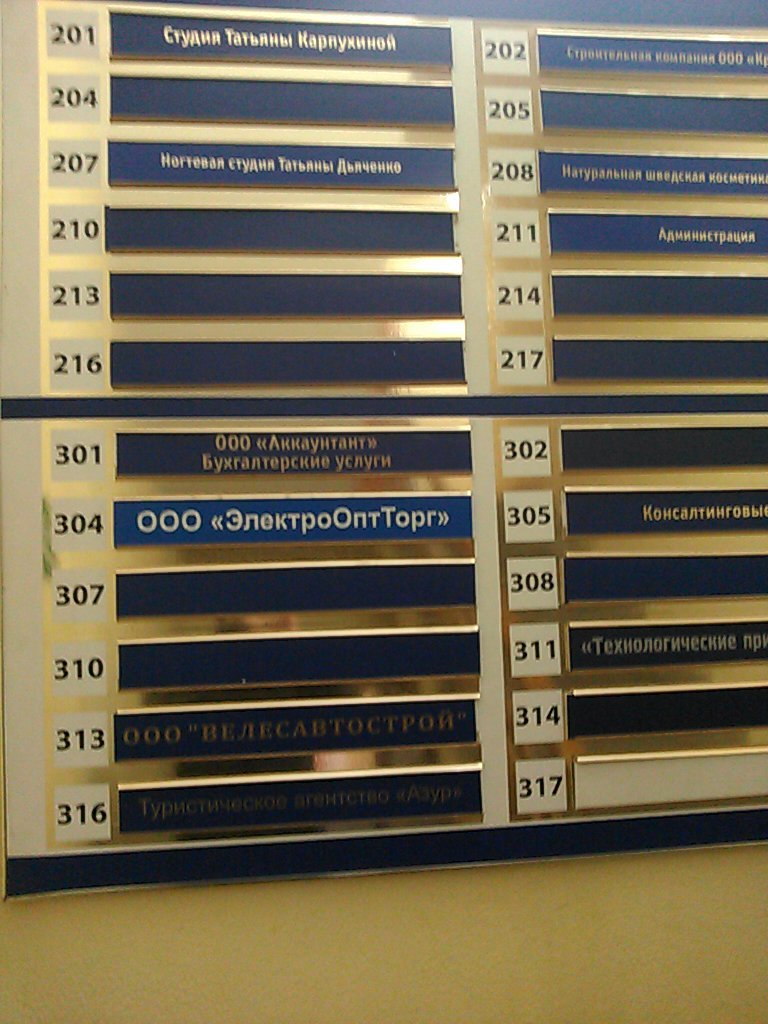 201 Студия Татьяны Карпухиной
202 Строительная компания ООО «Кр
204
205
207 Ногтевая студия Татьяны Дьяченко
208 Натуральная шведская косметика
210
211 Администрация
213
214
216
217
301 ООО «Аккаунтант»
Бухгалтерские услуги
302
304 ООО «ЭлектроОптТорг»
305 Консалтинговые
307
308
310
311 «Технологические при
313 ООО "ВЕЛЕСАВТОСТРОЙ"
314
316 Туристическое агентство «Азур»
317